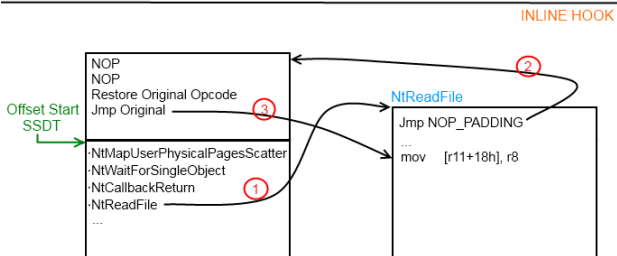 INLINE HOOK
NOP
NOP
Restore Original Opcode
Jmp Original
Offset Start
SSDT
·NtMapUserPhysicalPagesScatter
·NtWaitForSingleObject
·NtCallbackReturn
·NtReadFile
...
1
2
3
NtReadFile
Jmp NOP_PADDING
...
mov [r11+18h], r8